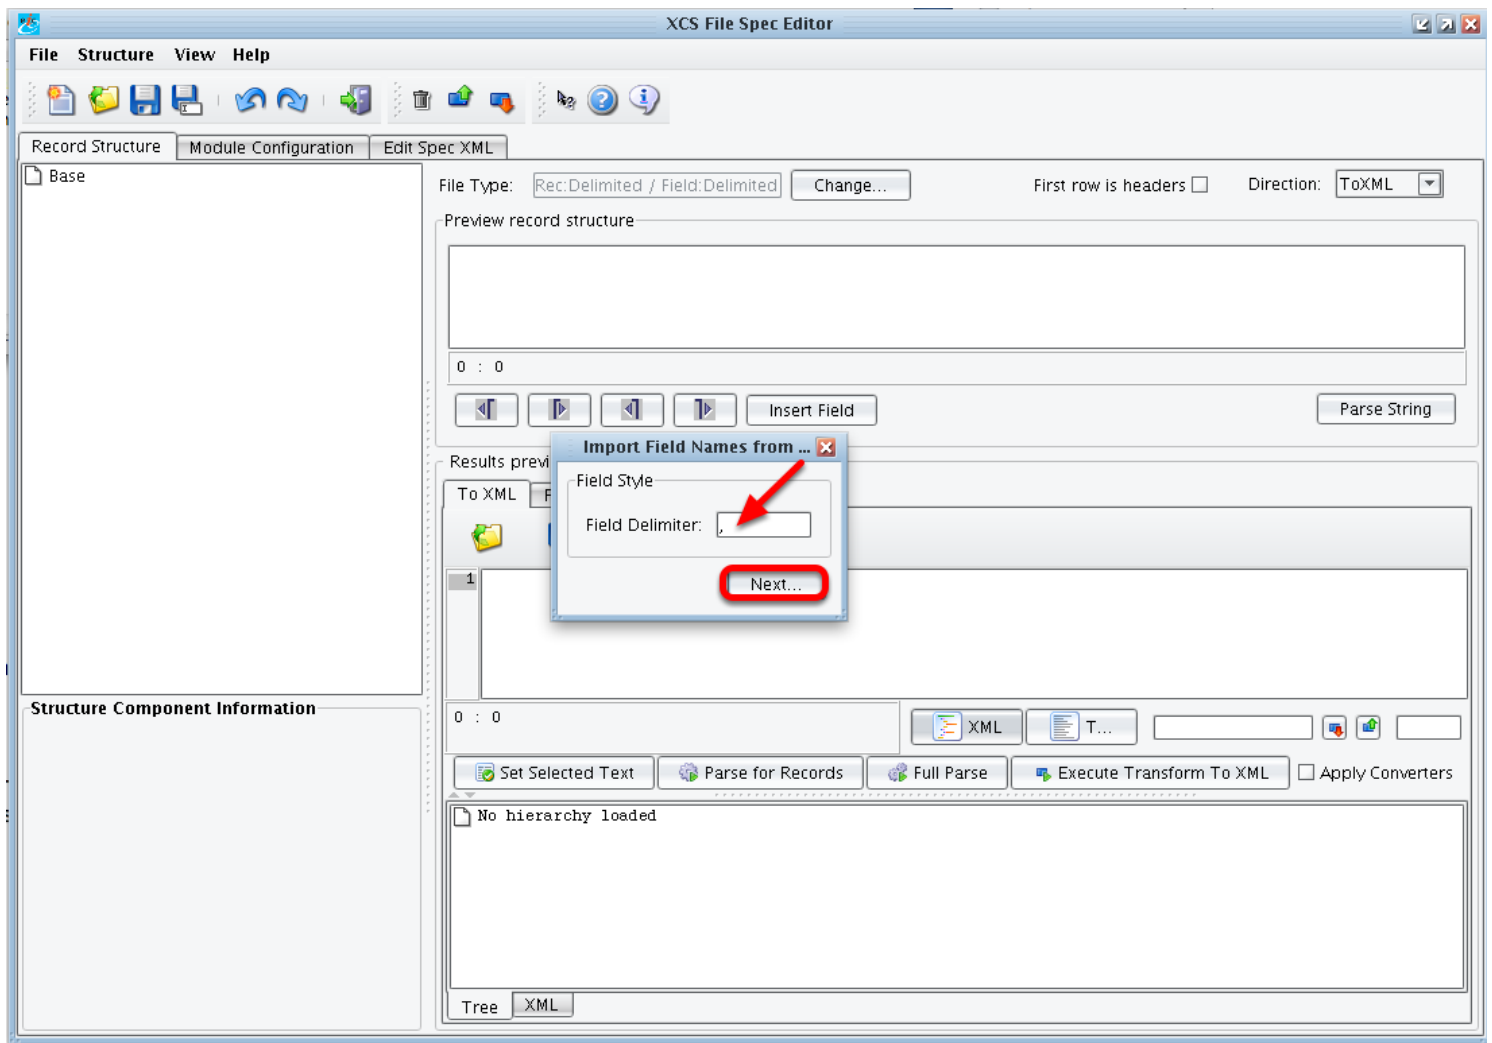 XCS File Spec Editor
File Structure View Help
Record Structure Module Configuration Edit Spec XML
Base
File Type: Rec:Delimited / Field:Delimited Change... First row is headers Direction: ToXML
Preview record structure
0 : 0
Insert Field Parse String
Import Field Names from ...
Results previ
Field Style
To XML F
Field Delimiter: ,
1
Next...
Structure Component Information
0 : 0
XML T...
Set Selected Text Parse for Records Full Parse Execute Transform To XML Apply Converters
No hierarchy loaded
Tree XML